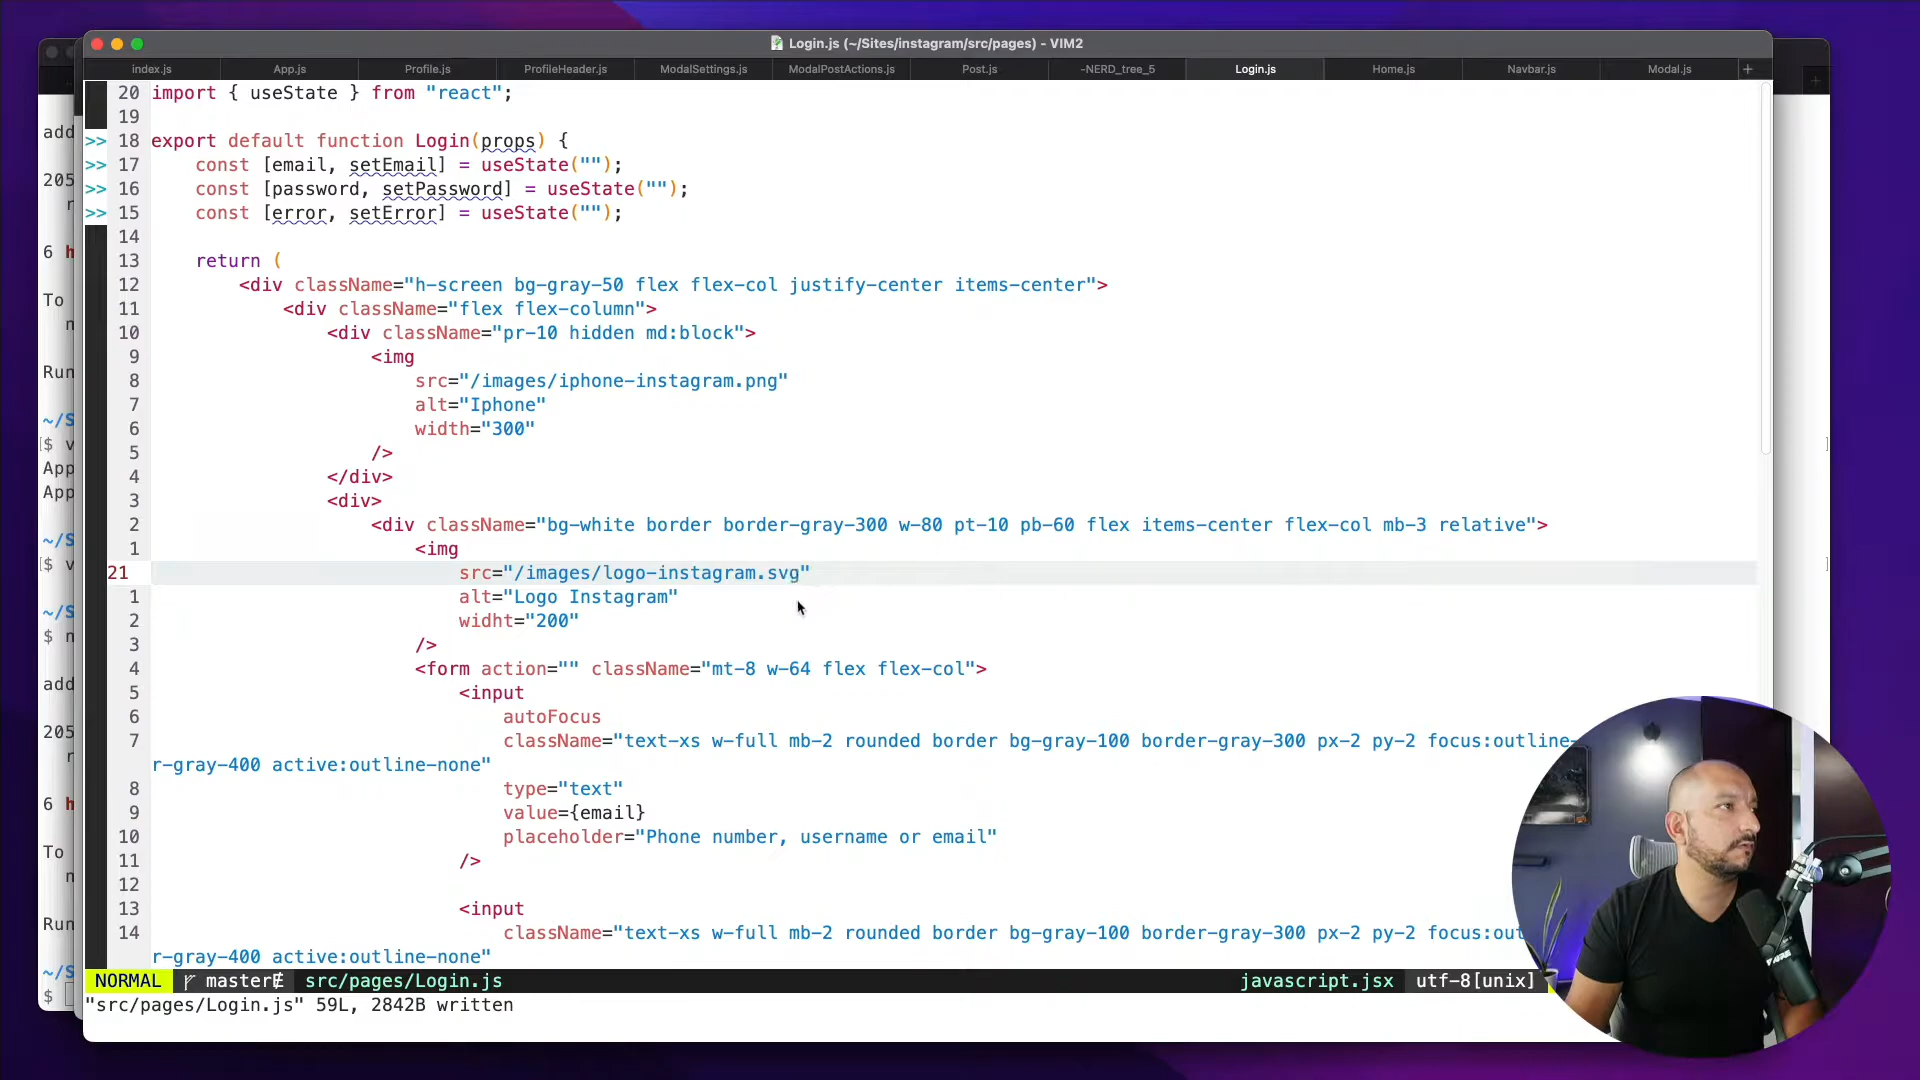 Login.js (~/Sites/instagram/src/pages) - VIM2
index.js App.js Profile.js ProfileHeader.js ModalSettings.js ModalPostActions.js Post.js -NERD_tree_5 Login.js Home.js Navbar.js Modal.js +
20 import { useState } from "react";
19
>> 18 export default function Login(props) {
>> 17 const [email, setEmail] = useState("");
>> 16 const [password, setPassword] = useState("");
>> 15 const [error, setError] = useState("");
14
13 return (
12 <div className="h-screen bg-gray-50 flex flex-col justify-center items-center">
11 <div className="flex flex-column">
10 <div className="pr-10 hidden md:block">
9 <img
8 src="/images/iphone-instagram.png"
7 alt="Iphone"
6 width="300"
5 />
4 </div>
3 <div>
2 <div className="bg-white border border-gray-300 w-80 pt-10 pb-60 flex items-center flex-col mb-3 relative">
1 <img
21 src="/images/logo-instagram.svg"
1 alt="Logo Instagram"
2 widht="200"
3 />
4 <form action="" className="mt-8 w-64 flex flex-col">
5 <input
6 autoFocus
7 className="text-xs w-full mb-2 rounded border bg-gray-100 border-gray-300 px-2 py-2 focus:outline-
r-gray-400 active:outline-none"
8 type="text"
9 value={email}
10 placeholder="Phone number, username or email"
11 />
12
13 <input
14 className="text-xs w-full mb-2 rounded border bg-gray-100 border-gray-300 px-2 py-2 focus:out
r-gray-400 active:outline-none"
NORMAL master src/pages/Login.js javascript.jsx utf-8[unix]
"src/pages/Login.js" 59L, 2842B written
add
205
r
6 h
To
n
Run
~/S
[$ v
App
App
~/S
[$ v
~/S
$ n
add
205
r
6 h
To
n
Run
~/S
$